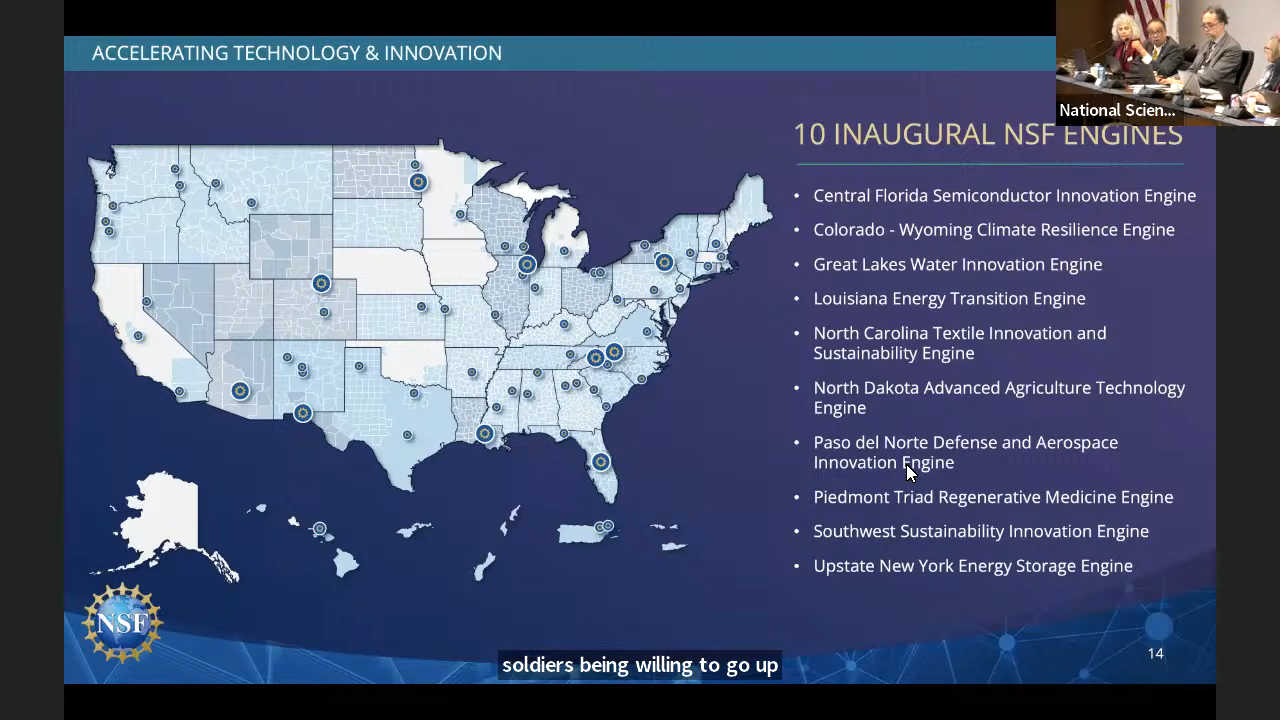 ACCELERATING TECHNOLOGY & INNOVATION
National Scien...
10 INAUGURAL NSF ENGINES
• Central Florida Semiconductor Innovation Engine
• Colorado - Wyoming Climate Resilience Engine
• Great Lakes Water Innovation Engine
• Louisiana Energy Transition Engine
• North Carolina Textile Innovation and
Sustainability Engine
• North Dakota Advanced Agriculture Technology
Engine
• Paso del Norte Defense and Aerospace
Innovation Engine
• Piedmont Triad Regenerative Medicine Engine
• Southwest Sustainability Innovation Engine
• Upstate New York Energy Storage Engine
NSF
soldiers being willing to go up
14